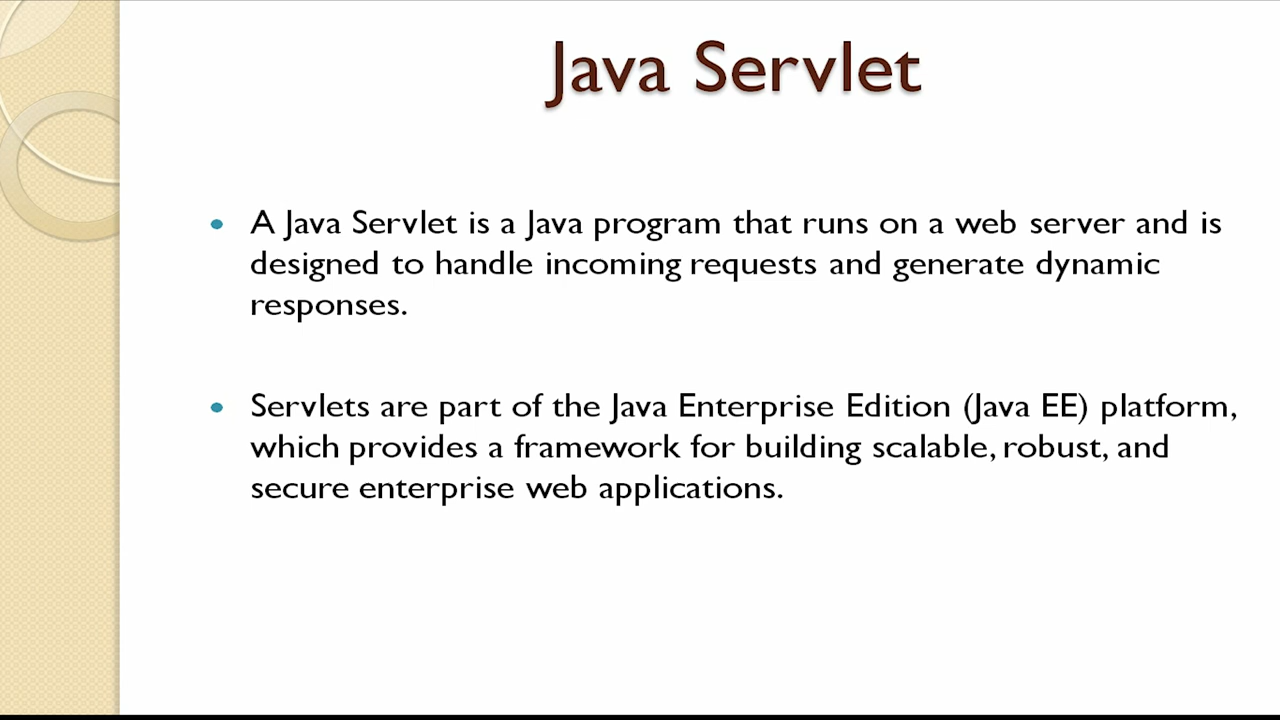 Java Servlet
• A Java Servlet is a Java program that runs on a web server and is
designed to handle incoming requests and generate dynamic
responses.
• Servlets are part of the Java Enterprise Edition (Java EE) platform,
which provides a framework for building scalable, robust, and
secure enterprise web applications.